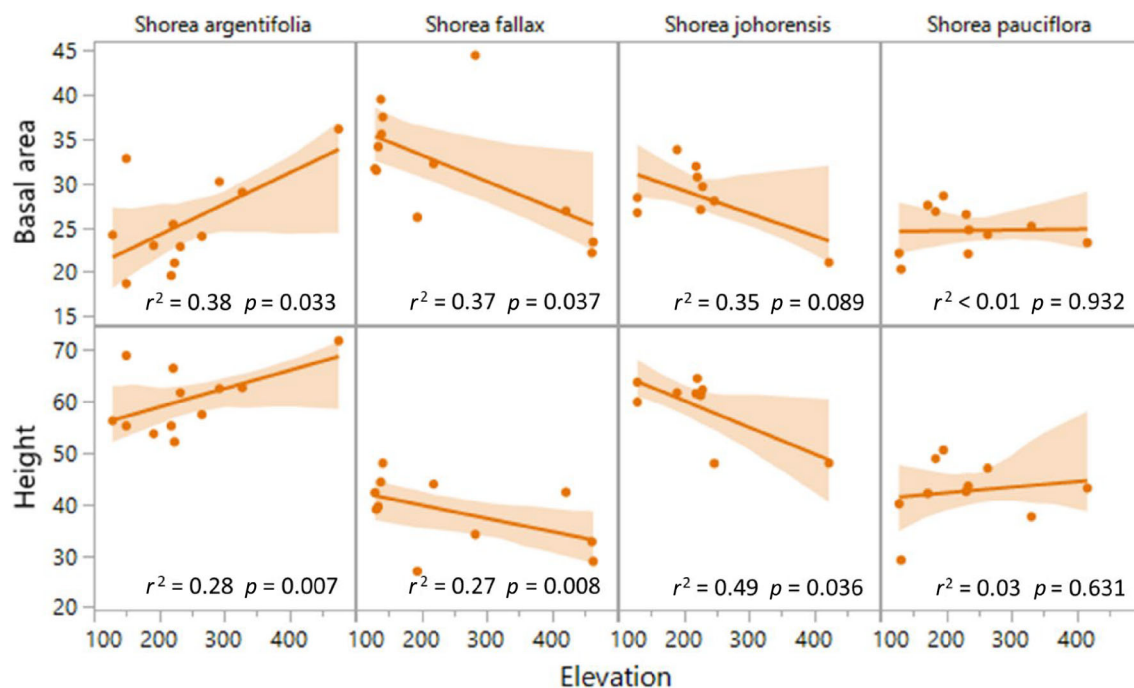 Shorea argentifolia Shorea fallax Shorea johorensis Shorea pauciflora
Basal area
45
40
35
30
25
20
15
r² = 0.38 p = 0.033 r² = 0.37 p = 0.037 r² = 0.35 p = 0.089 r² < 0.01 p = 0.932
Height
70
60
50
40
30
20
r² = 0.28 p = 0.007 r² = 0.27 p = 0.008 r² = 0.49 p = 0.036 r² = 0.03 p = 0.631
100 200 300 400 100 200 300 400 100 200 300 400 100 200 300 400
Elevation